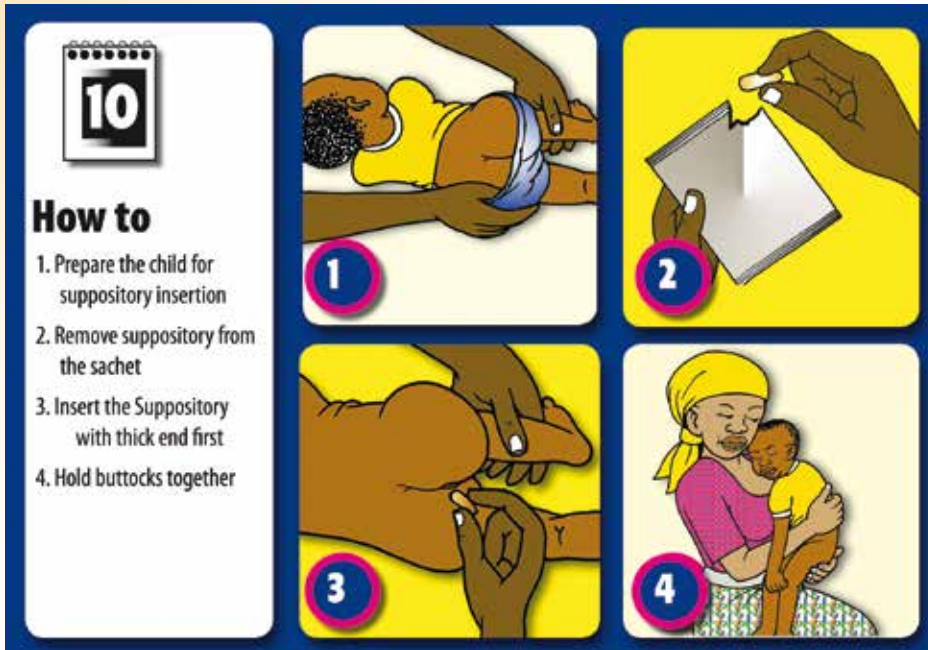 10
How to
1. Prepare the child for
suppository insertion
2. Remove suppository from
the sachet
3. Insert the Suppository
with thick end first
4. Hold buttocks together
1
2
3
4